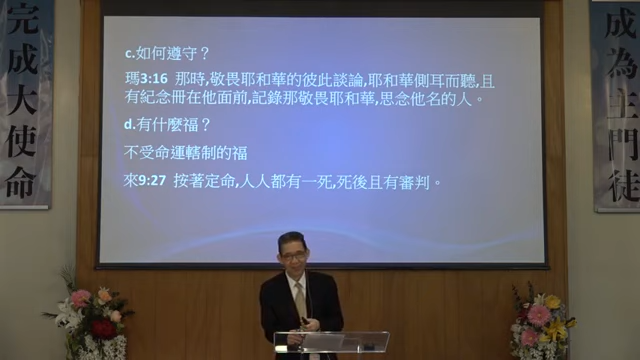 完成大使命
c.如何遵守？
瑪3:16 那時,敬畏耶和華的彼此談論,耶和華側耳而聽,且
有紀念冊在他面前,記錄那敬畏耶和華,思念他名的人。
d.有什麼福？
不受命運轄制的福
來9:27 按著定命,人人都有一死,死後且有審判。
成為主門徒